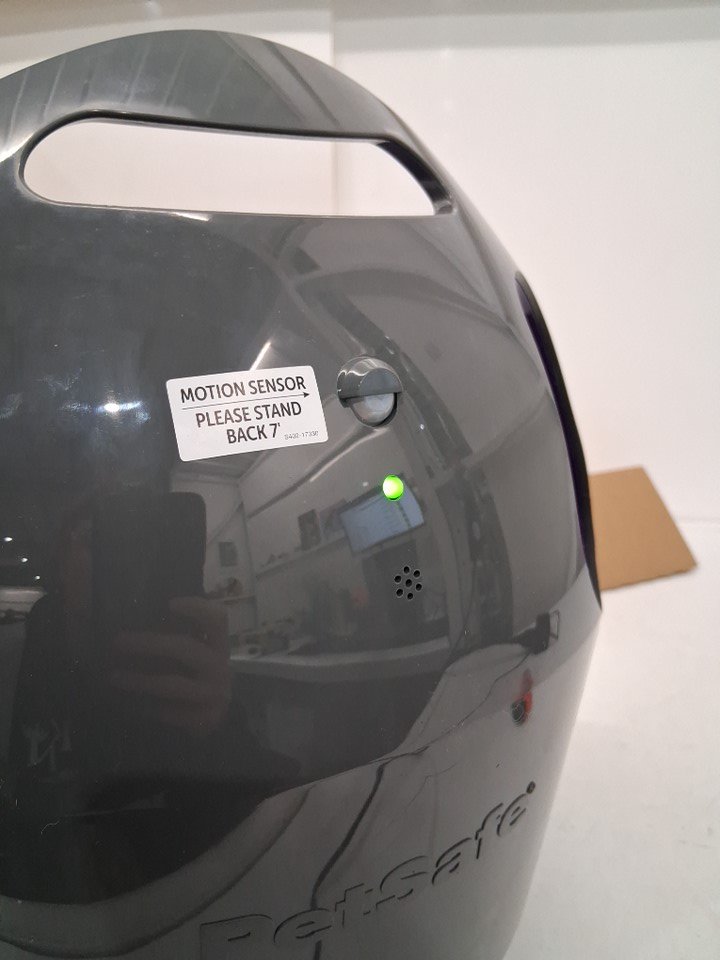 MOTION SENSOR
PLEASE STAND
BACK 7'
PetSafe®